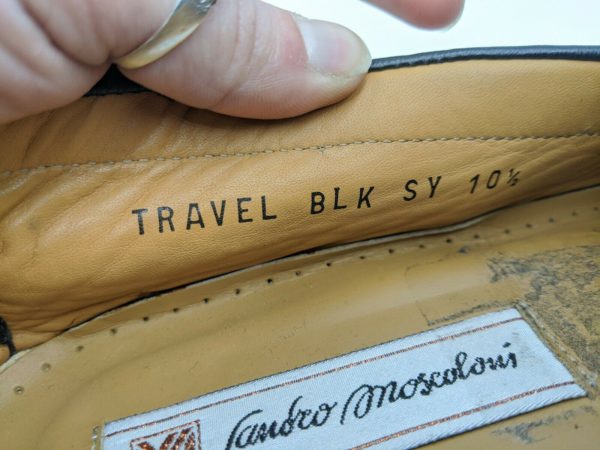 TRAVEL BLK SY 10½
Sandro Moscoloni